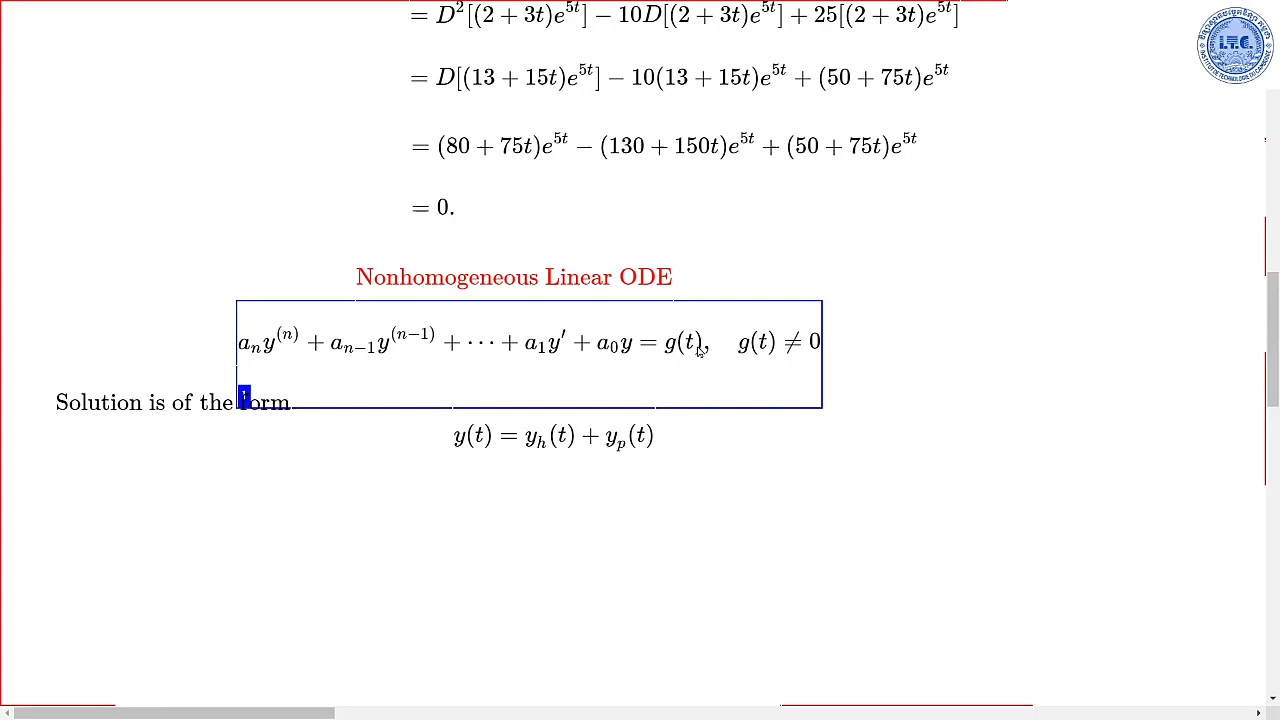 = D²[(2 + 3t)e^{5t}] − 10D[(2 + 3t)e^{5t}] + 25[(2 + 3t)e^{5t}]
= D[(13 + 15t)e^{5t}] − 10(13 + 15t)e^{5t} + (50 + 75t)e^{5t}
= (80 + 75t)e^{5t} − (130 + 150t)e^{5t} + (50 + 75t)e^{5t}
= 0.
Nonhomogeneous Linear ODE
a_n y^{(n)} + a_{n−1} y^{(n−1)} + ⋯ + a_1 y′ + a_0 y = g(t), g(t) ≠ 0
Solution is of the form
y(t) = y_h(t) + y_p(t)
I.T.C.